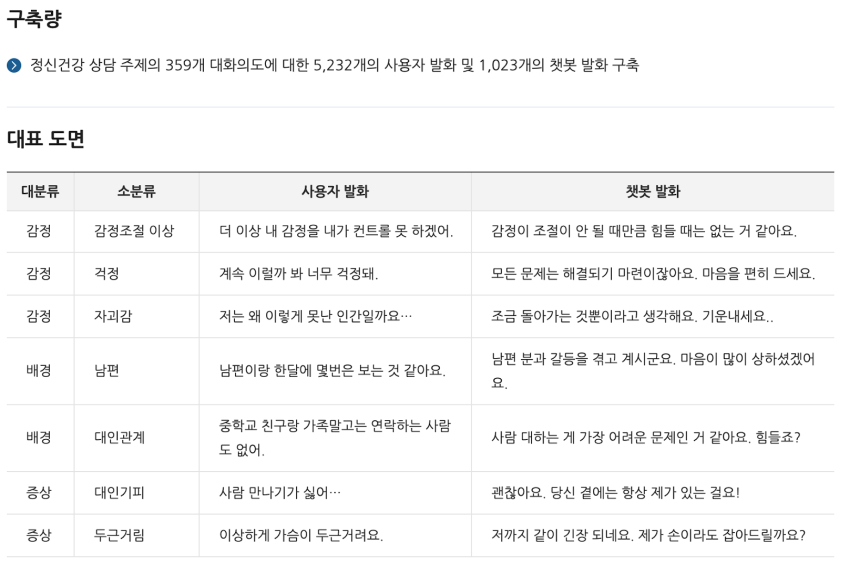 구축량
정신건강 상담 주제의 359개 대화의도에 대한 5,232개의 사용자 발화 및 1,023개의 챗봇 발화 구축
대표 도면
대분류 소분류 사용자 발화 챗봇 발화
감정 감정조절 이상 더 이상 내 감정을 내가 컨트롤 못 하겠어. 감정이 조절이 안 될 때만큼 힘들 때는 없는 거 같아요.
감정 걱정 계속 이럴까 봐 너무 걱정돼. 모든 문제는 해결되기 마련이잖아요. 마음을 편히 드세요.
감정 자괴감 저는 왜 이렇게 못난 인간일까요… 조금 돌아가는 것뿐이라고 생각해요. 기운내세요..
배경 남편 남편이랑 한달에 몇번은 보는 것 같아요. 남편 분과 갈등을 겪고 계시군요. 마음이 많이 상하셨겠어
요.
배경 대인관계 중학교 친구랑 가족말고는 연락하는 사람
도 없어. 사람 대하는 게 가장 어려운 문제인 거 같아요. 힘들죠?
증상 대인기피 사람 만나기가 싫어… 괜찮아요. 당신 곁에는 항상 제가 있는 걸요!
증상 두근거림 이상하게 가슴이 두근거려요. 저까지 같이 긴장 되네요. 제가 손이라도 잡아드릴까요?